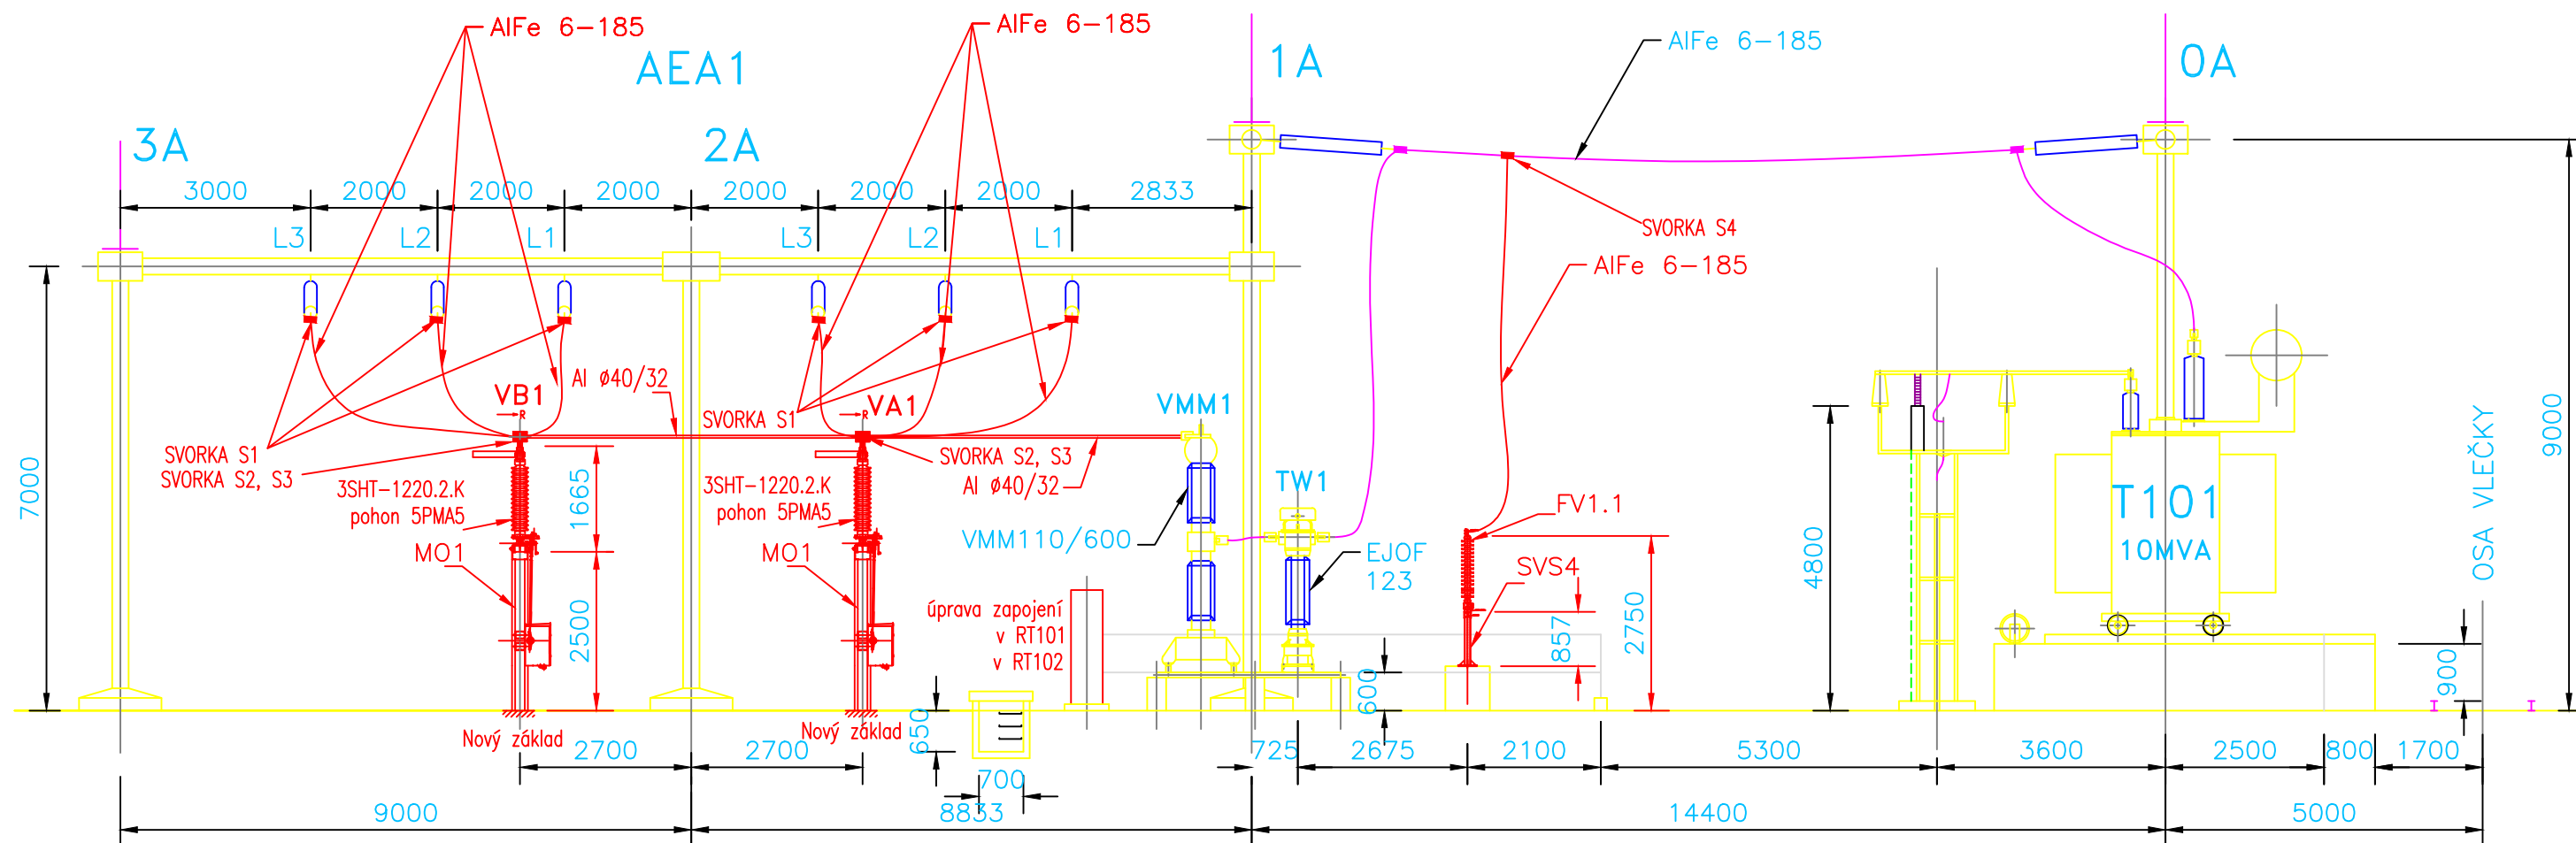 AlFe 6-185
AlFe 6-185
AlFe 6-185
AEA1
1A
0A
3A
2A
3000
2000
2000
2000
2000
2000
2000
2833
L3
L2
L1
L3
L2
L1
SVORKA S4
AlFe 6-185
7000
9000
Al ø40/32
VB1
SVORKA S1
VA1
VMM1
SVORKA S1
SVORKA S2, S3
SVORKA S2, S3
Al ø40/32
3SHT-1220.2.K
pohon 5PMA5
1665
3SHT-1220.2.K
pohon 5PMA5
TW1
FV1.1
T101
10MVA
OSA VLEČKY
VMM110/600
EJOF
123
MO1
MO1
SVS4
4800
2500
úprava zapojení
v RT101
v RT102
857
2750
600
900
650
Nový základ
Nový základ
2700
2700
700
725
2675
2100
5300
3600
2500
800
1700
9000
8833
14400
5000
R
R